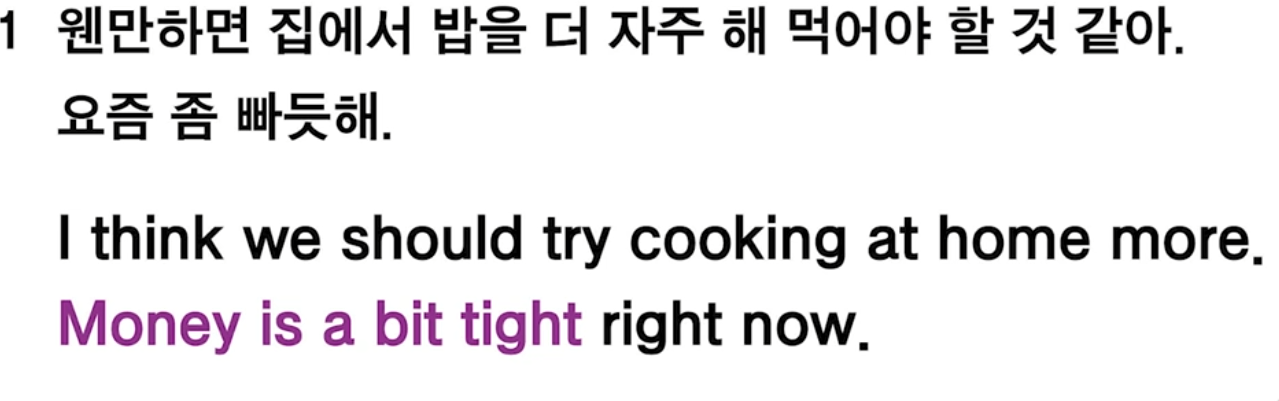 1 웬만하면 집에서 밥을 더 자주 해 먹어야 할 것 같아.
요즘 좀 빠듯해.
I think we should try cooking at home more.
Money is a bit tight right now.